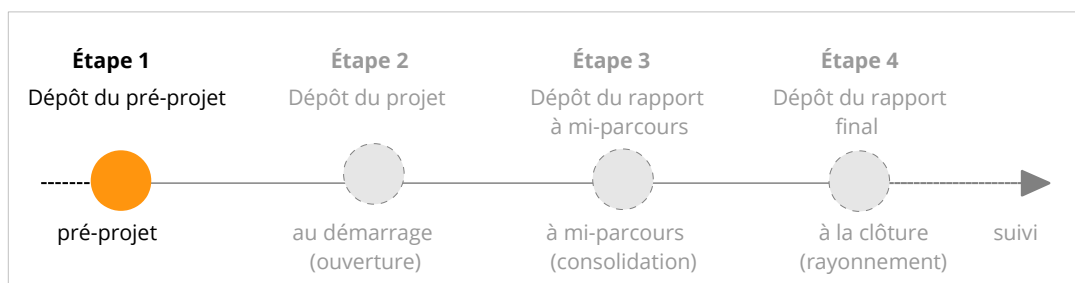 Étape 1
Dépôt du pré-projet
Étape 2
Dépôt du projet
Étape 3
Dépôt du rapport
à mi-parcours
Étape 4
Dépôt du rapport
final
pré-projet
au démarrage
(ouverture)
à mi-parcours
(consolidation)
à la clôture
(rayonnement)
suivi